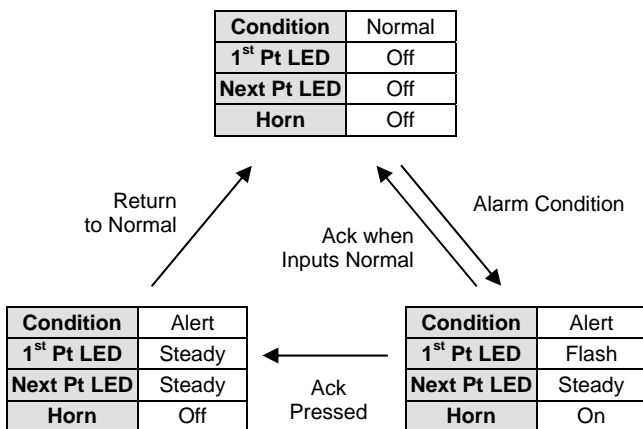 Condition Normal
1st Pt LED Off
Next Pt LED Off
Horn Off
Return
to Normal
Alarm Condition
Ack when
Inputs Normal
Condition Alert
1st Pt LED Steady
Next Pt LED Steady
Horn Off
Ack
Pressed
Condition Alert
1st Pt LED Flash
Next Pt LED Steady
Horn On